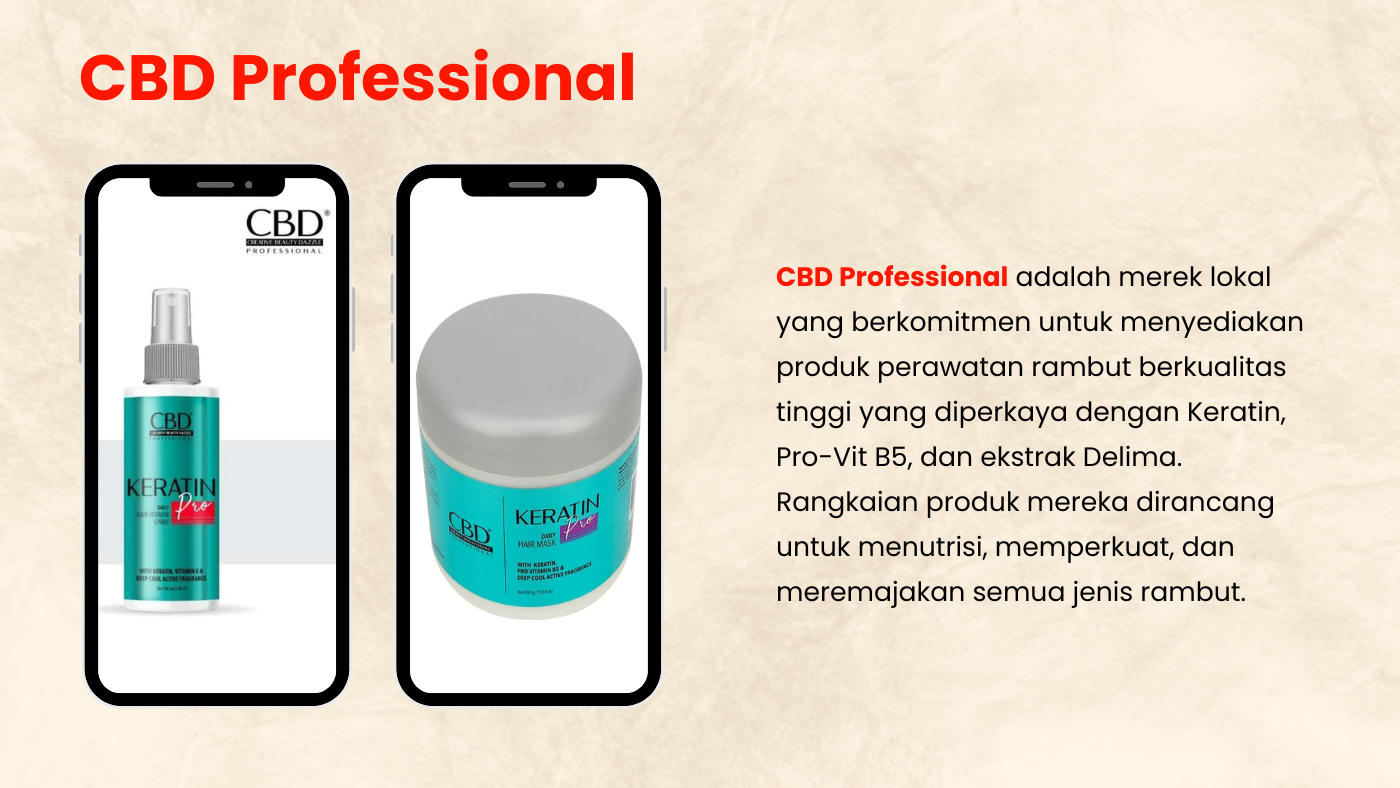 CBD Professional
CBD®
CREATIVE BEAUTY DAZZLE
PROFESSIONAL
CBD
KERATIN
Pro
DAILY
HAIR VITAMIN
SPRAY
WITH KERATIN, VITAMIN E &
DEEP COOL ACTIVE FRAGRANCE
CBD
KERATIN
Pro
DAILY
HAIR MASK
WITH KERATIN,
PRO VITAMIN B5 &
DEEP COOL ACTIVE FRAGRANCE
CBD Professional adalah merek lokal
yang berkomitmen untuk menyediakan
produk perawatan rambut berkualitas
tinggi yang diperkaya dengan Keratin,
Pro-Vit B5, dan ekstrak Delima.
Rangkaian produk mereka dirancang
untuk menutrisi, memperkuat, dan
meremajakan semua jenis rambut.